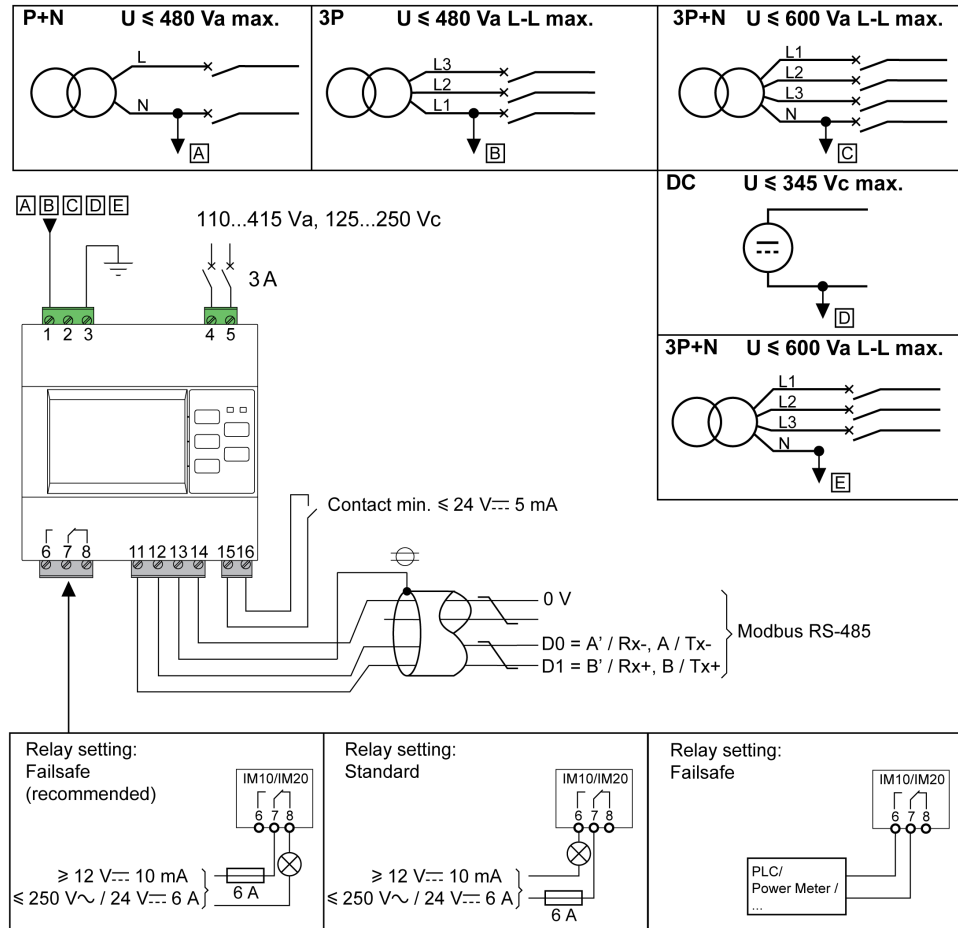 P+N U ≤ 480 Va max.
L
N
A
3P U ≤ 480 Va L-L max.
L3
L2
L1
B
3P+N U ≤ 600 Va L-L max.
L1
L2
L3
N
C
DC U ≤ 345 Vc max.
D
3P+N U ≤ 600 Va L-L max.
L1
L2
L3
N
E
A B C D E
110...415 Va, 125...250 Vc
3 A
1 2 3
4 5
Contact min. ≤ 24 V⎓ 5 mA
6 7 8
11 12 13 14
15 16
0 V
D0 = A' / Rx-, A / Tx-
D1 = B' / Rx+, B / Tx+
Modbus RS-485
Relay setting:
Failsafe
(recommended)
IM10/IM20
6 7 8
≥ 12 V⎓ 10 mA
≤ 250 V∿ / 24 V⎓ 6 A
6 A
Relay setting:
Standard
IM10/IM20
6 7 8
≥ 12 V⎓ 10 mA
≤ 250 V∿ / 24 V⎓ 6 A
6 A
Relay setting:
Failsafe
IM10/IM20
6 7 8
PLC/
Power Meter /
...